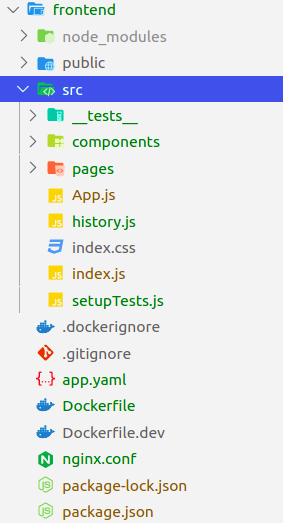 frontend
node_modules
public
src
__tests__
components
pages
App.js
history.js
index.css
index.js
setupTests.js
.dockerignore
.gitignore
app.yaml
Dockerfile
Dockerfile.dev
nginx.conf
package-lock.json
package.json